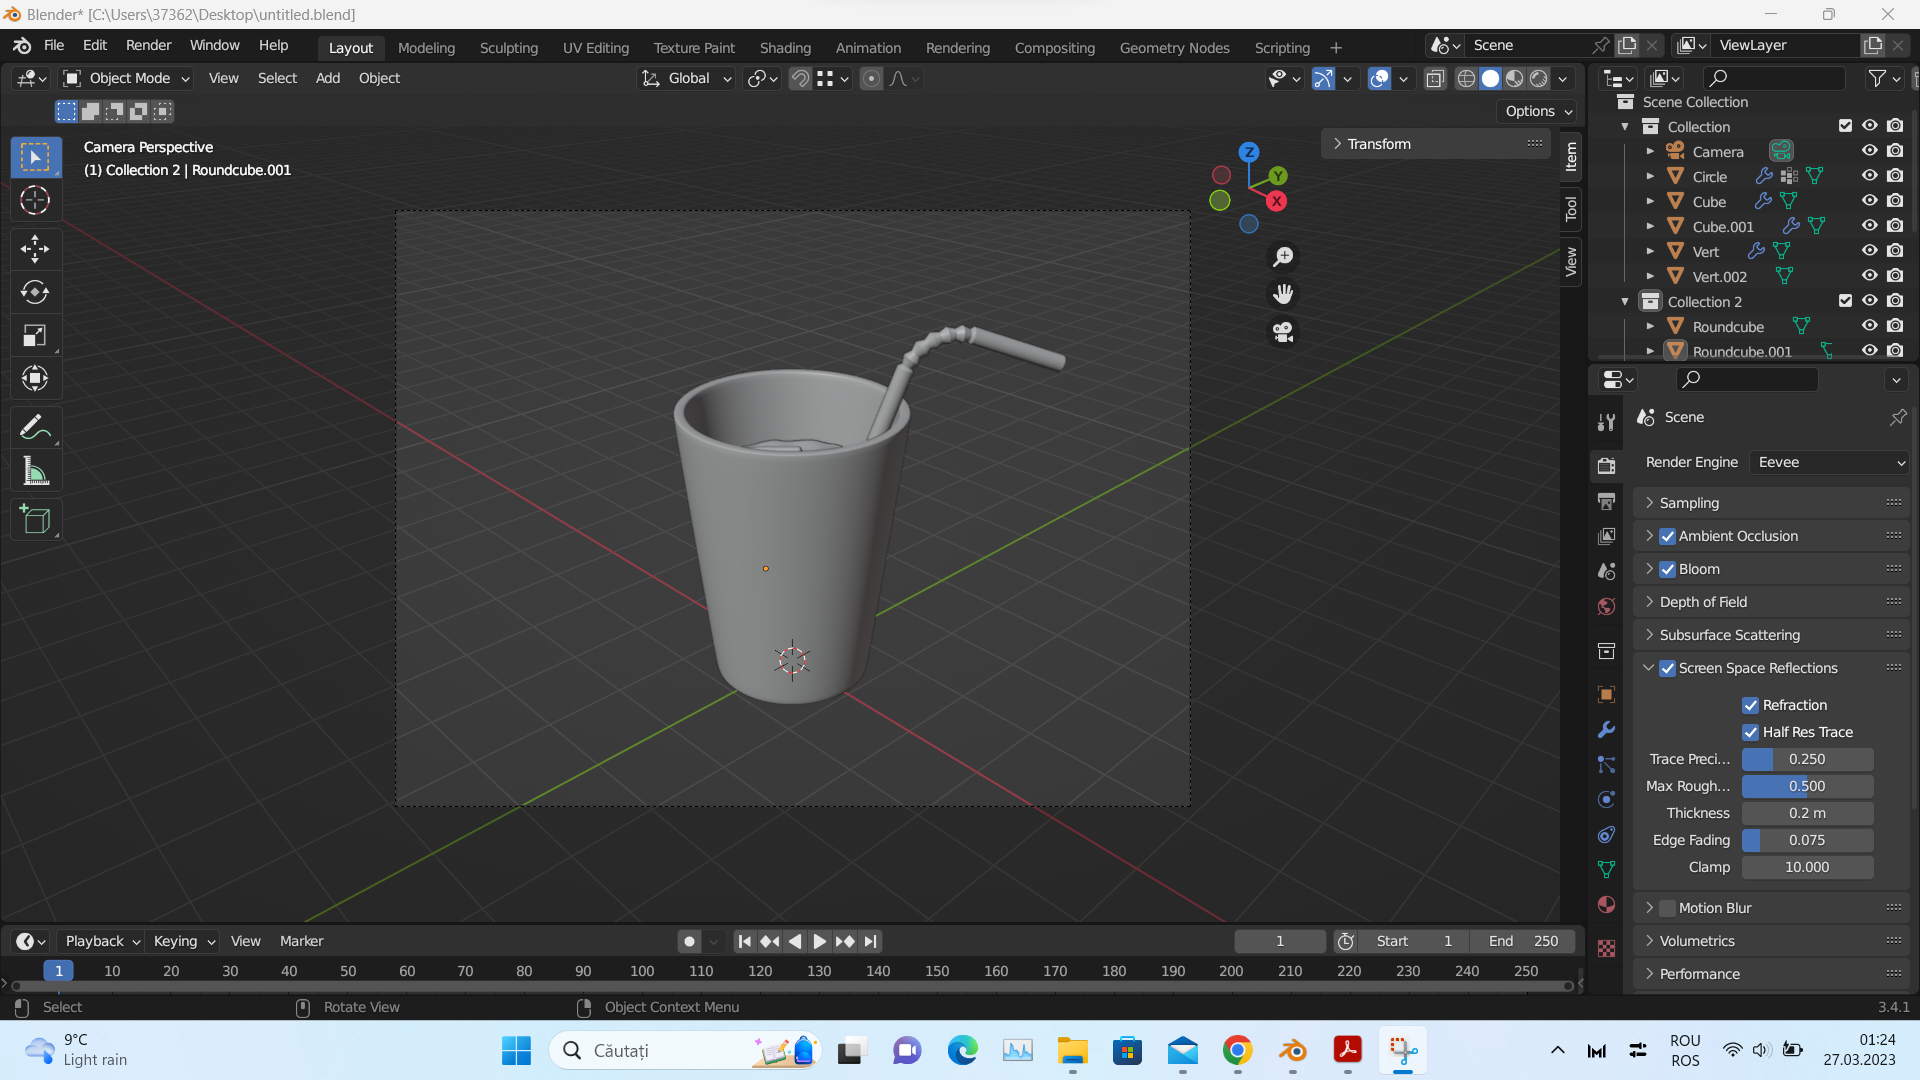 Blender* [C:\Users\37362\Desktop\untitled.blend]
File Edit Render Window Help
Layout Modeling Sculpting UV Editing Texture Paint Shading Animation Rendering Compositing Geometry Nodes Scripting +
Scene
ViewLayer
Object Mode View Select Add Object
Global
Options
Camera Perspective
(1) Collection 2 | Roundcube.001
Transform
Item
Tool
View
Z
Y
X
Scene Collection
Collection
Camera
Circle
Cube
Cube.001
Vert
Vert.002
Collection 2
Roundcube
Roundcube.001
Scene
Render Engine Eevee
Sampling
Ambient Occlusion
Bloom
Depth of Field
Subsurface Scattering
Screen Space Reflections
Refraction
Half Res Trace
Trace Preci... 0.250
Max Rough... 0.500
Thickness 0.2 m
Edge Fading 0.075
Clamp 10.000
Motion Blur
Volumetrics
Performance
Playback Keying View Marker
1
Start 1
End 250
1 10 20 30 40 50 60 70 80 90 100 110 120 130 140 150 160 170 180 190 200 210 220 230 240 250
Select
Rotate View
Object Context Menu
3.4.1
9°C
Light rain
Căutați
ROU
ROS
01:24
27.03.2023